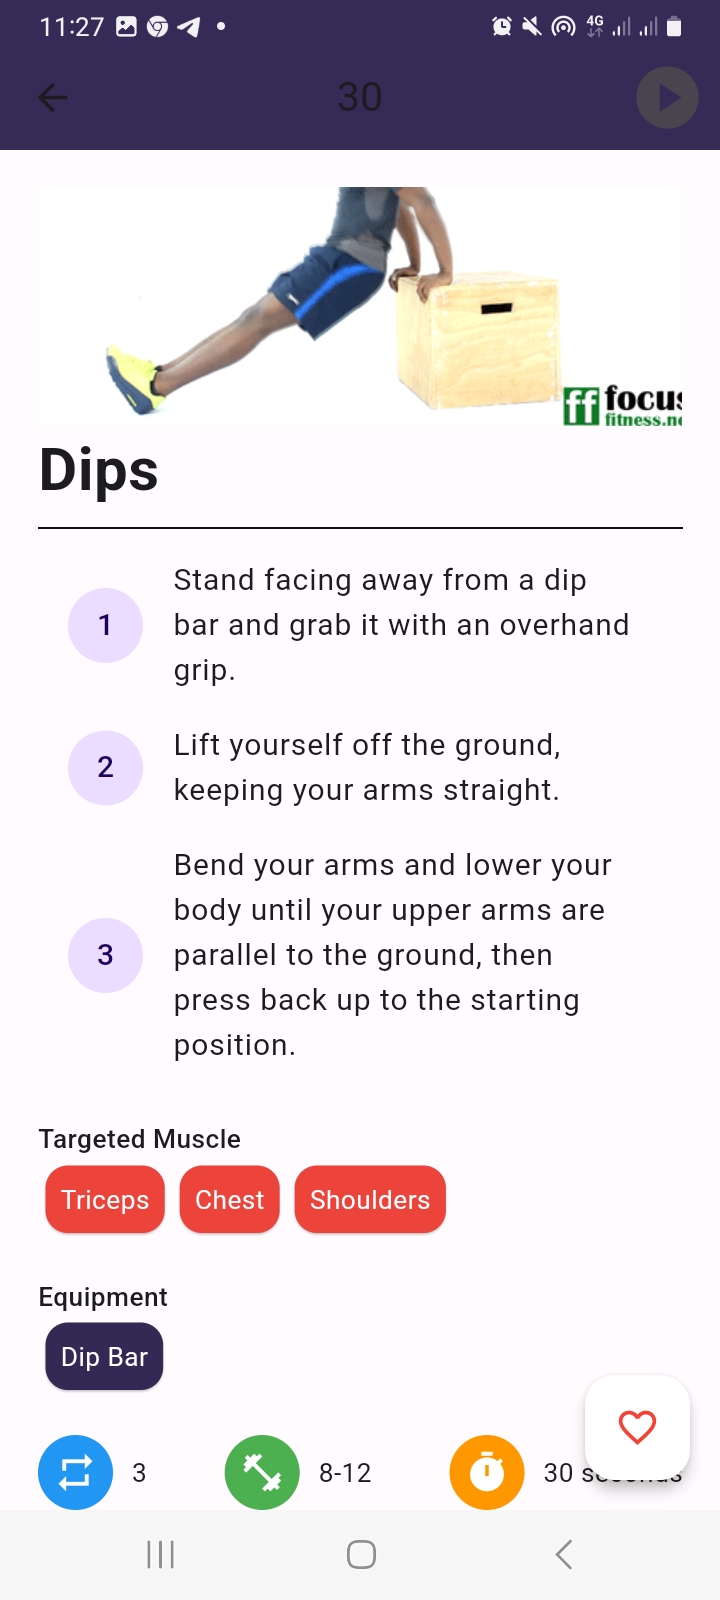 11:27
4G
30
ff focus
fitness.ne
Dips
1
Stand facing away from a dip
bar and grab it with an overhand
grip.
2
Lift yourself off the ground,
keeping your arms straight.
3
Bend your arms and lower your
body until your upper arms are
parallel to the ground, then
press back up to the starting
position.
Targeted Muscle
Triceps Chest Shoulders
Equipment
Dip Bar
3 8-12 30 seconds